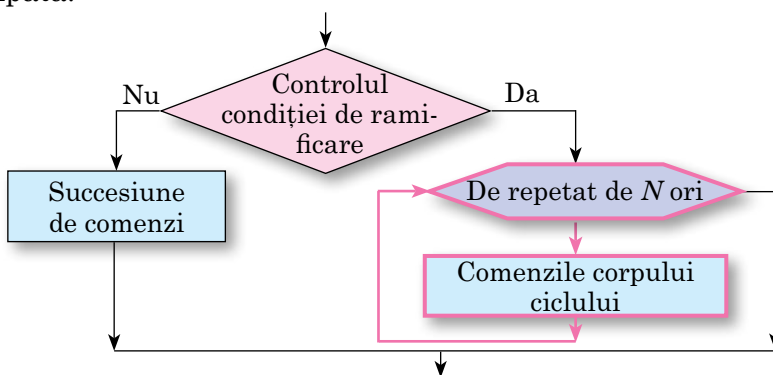 Controlul
condiției de rami-
ficare
Nu
Da
Succesiune
de comenzi
De repetat de N ori
Comenzile corpului
ciclului